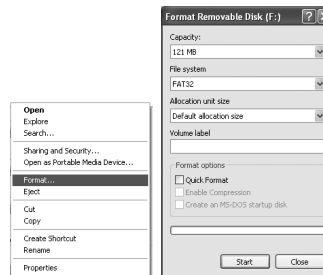 Open
Explore
Search...
Sharing and Security...
Open as Portable Media Device...
Format...
Eject
Cut
Copy
Create Shortcut
Rename
Properties
Format Removable Disk (F:)
Capacity:
121 MB
File system
FAT32
Allocation unit size
Default allocation size
Volume label
Format options
Quick Format
Enable Compression
Create an MS-DOS startup disk
Start Close